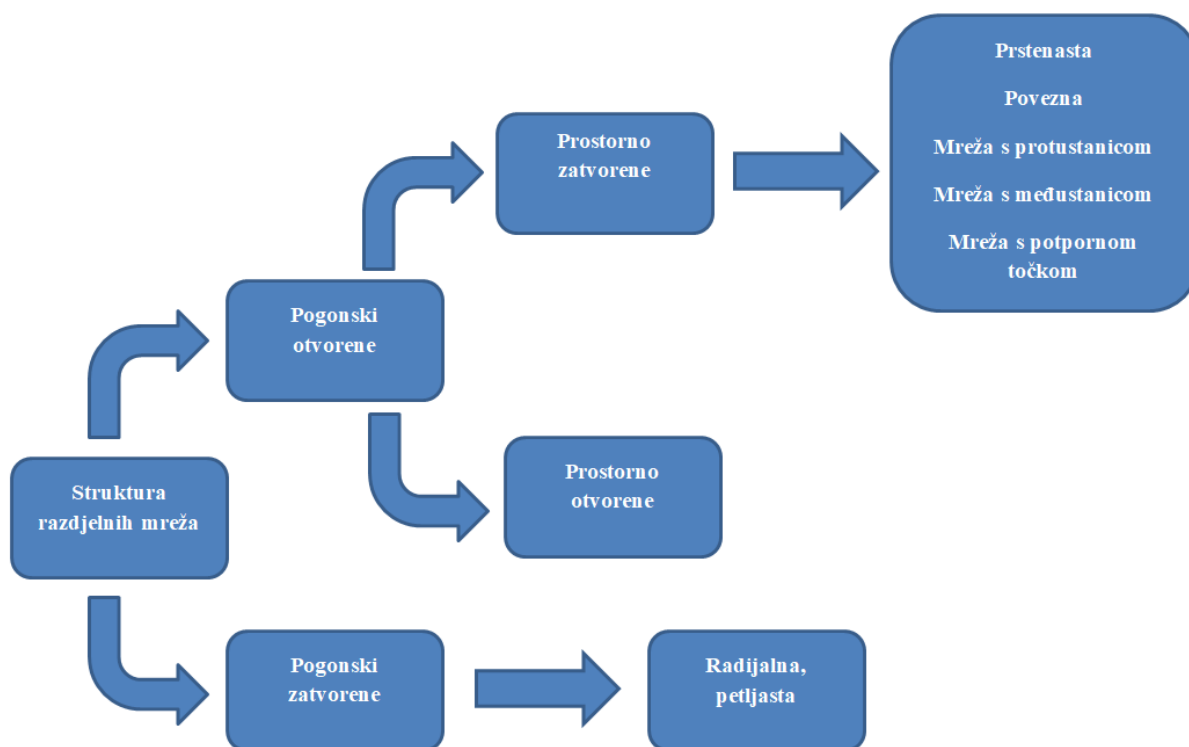 Prstenasta
Povezna
Mreža s protustanicom
Mreža s međustanicom
Mreža s potpornom
točkom
Prostorno
zatvorene
Pogonski
otvorene
Prostorno
otvorene
Struktura
razdjelnih mreža
Pogonski
zatvorene
Radijalna,
petljasta